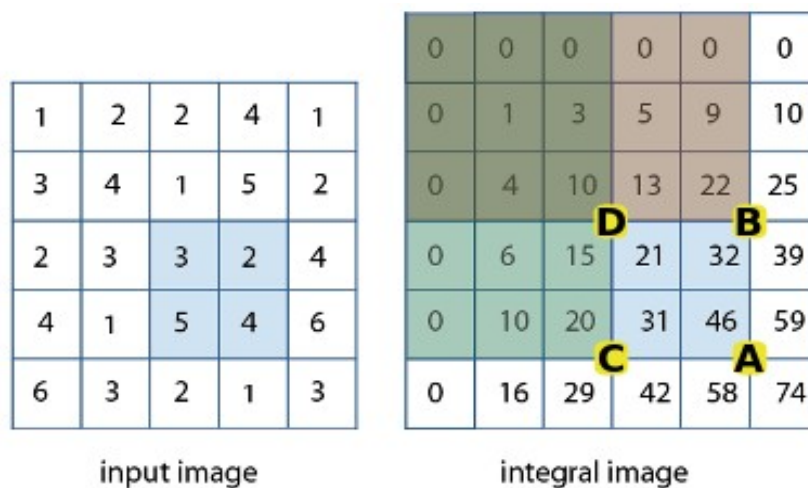 0 0 0 0 0 0
1 2 2 4 1
0 1 3 5 9 10
3 4 1 5 2
0 4 10 13 22 25
D B
2 3 3 2 4
0 6 15 21 32 39
4 1 5 4 6
0 10 20 31 46 59
C A
6 3 2 1 3
0 16 29 42 58 74
input image
integral image